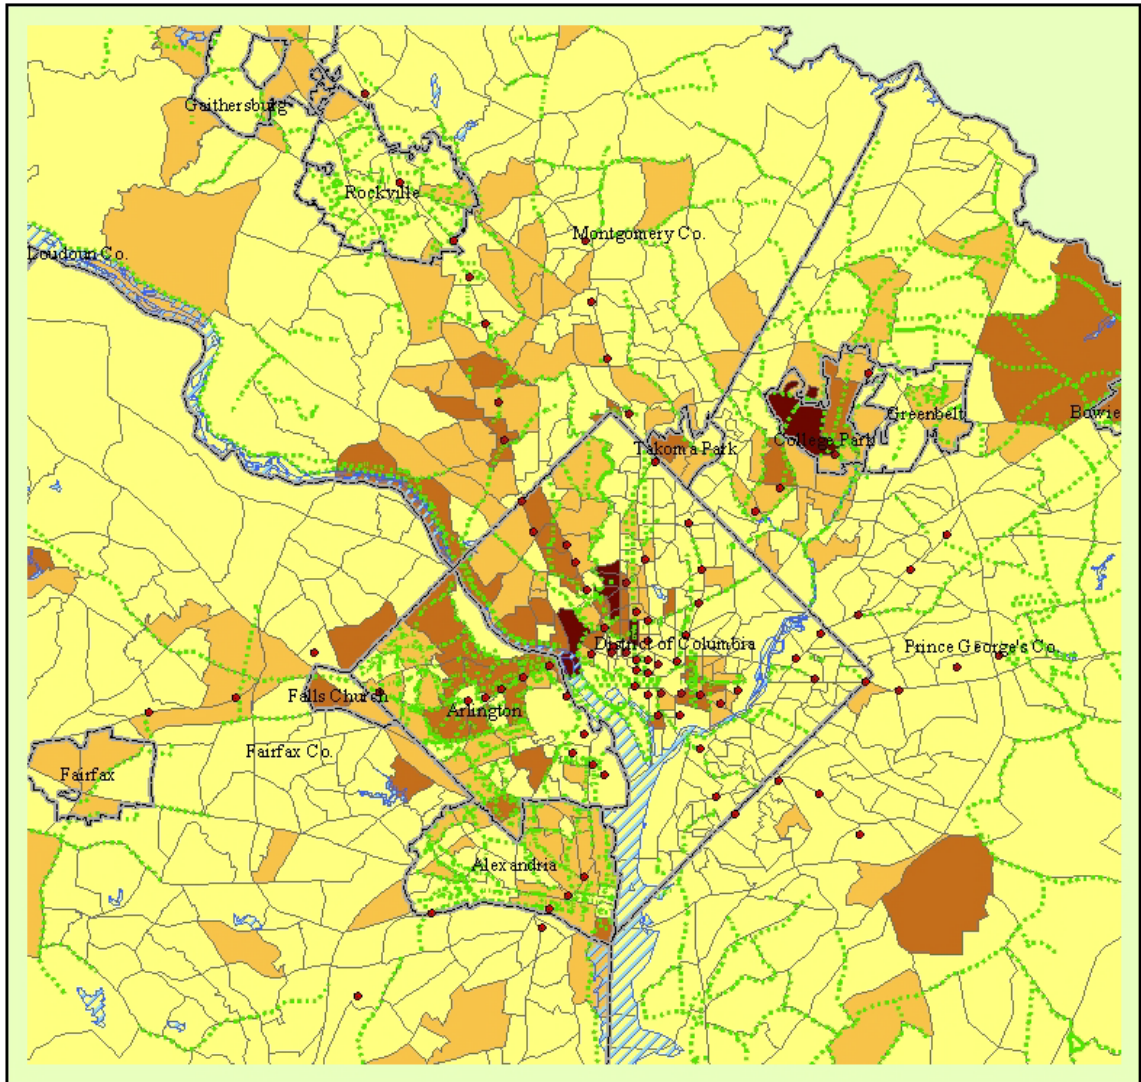 Gaithersburg
Rockville
Montgomery Co.
Loudoun Co.
Greenbelt
Bowie
College Park
Takoma Park
District of Columbia
Prince George's Co.
Falls Church
Arlington
Fairfax Co.
Fairfax
Alexandria